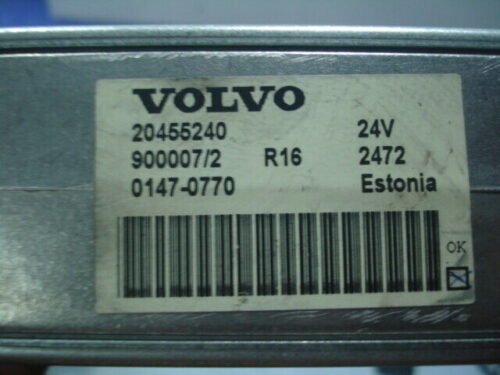 VOLVO
20455240 24V
900007/2 R16 2472
0147-0770 Estonia
OK